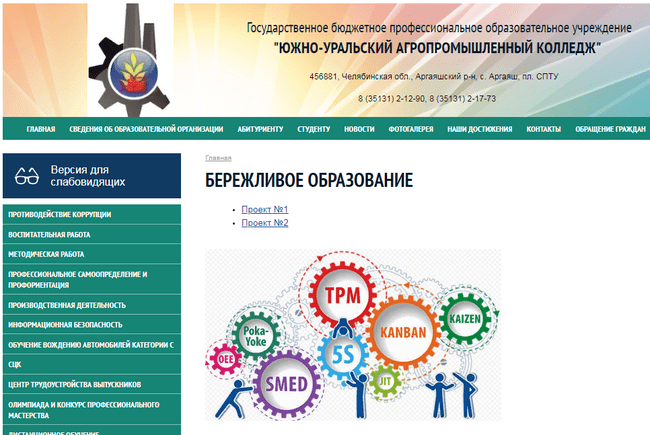 Государственное бюджетное профессиональное образовательное учреждение
"ЮЖНО-УРАЛЬСКИЙ АГРОПРОМЫШЛЕННЫЙ КОЛЛЕДЖ"
456881, Челябинская обл., Аргаяшский р-н, с. Аргаяш, пл. СПТУ
8 (35131) 2-12-90, 8 (35131) 2-17-73
ГЛАВНАЯ СВЕДЕНИЯ ОБ ОБРАЗОВАТЕЛЬНОЙ ОРГАНИЗАЦИИ АБИТУРИЕНТУ СТУДЕНТУ НОВОСТИ ФОТОГАЛЕРЕЯ НАШИ ДОСТИЖЕНИЯ КОНТАКТЫ ОБРАЩЕНИЕ ГРАЖДАН
Версия для
слабовидящих
ПРОТИВОДЕЙСТВИЕ КОРРУПЦИИ
ВОСПИТАТЕЛЬНАЯ РАБОТА
МЕТОДИЧЕСКАЯ РАБОТА
ПРОФЕССИОНАЛЬНОЕ САМООПРЕДЕЛЕНИЕ И
ПРОФОРИЕНТАЦИЯ
ПРОИЗВОДСТВЕННАЯ ДЕЯТЕЛЬНОСТЬ
ИНФОРМАЦИОННАЯ БЕЗОПАСНОСТЬ
ОБУЧЕНИЕ ВОЖДЕНИЮ АВТОМОБИЛЕЙ КАТЕГОРИИ С
СЦК
ЦЕНТР ТРУДОУСТРОЙСТВА ВЫПУСКНИКОВ
ОЛИМПИАДА И КОНКУРС ПРОФЕССИОНАЛЬНОГО
МАСТЕРСТВА
ДИСТАНЦИОННОЕ ОБУЧЕНИЕ
Главная
БЕРЕЖЛИВОЕ ОБРАЗОВАНИЕ
Проект №1
Проект №2
TPM
KAIZEN
KANBAN
Poka-
Yoke
OEE
5S
SMED
JIT